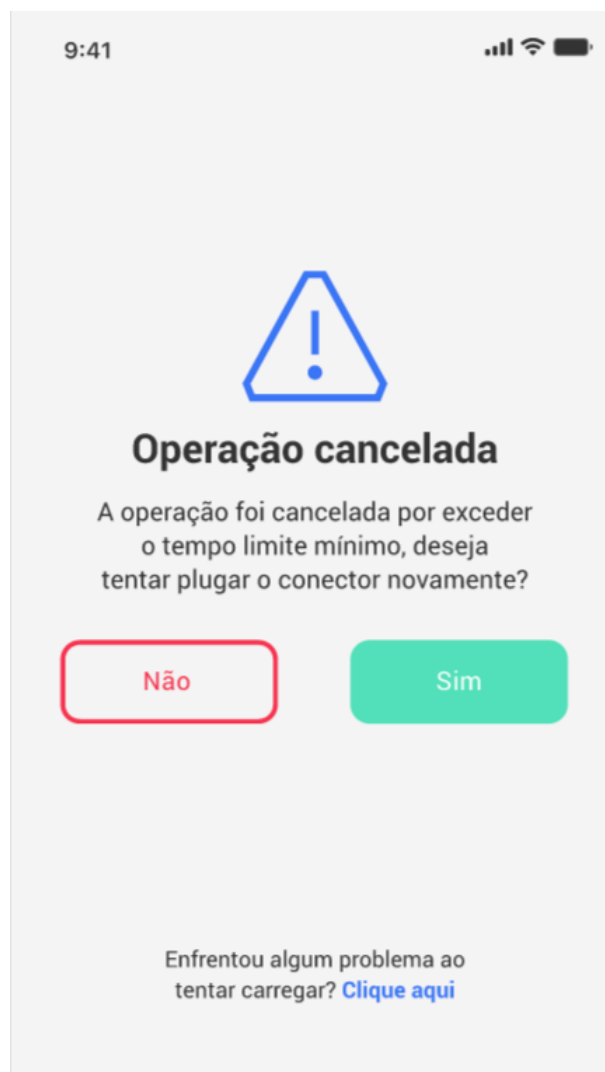 9:41
Operação cancelada
A operação foi cancelada por exceder
o tempo limite mínimo, deseja
tentar plugar o conector novamente?
Não
Sim
Enfrentou algum problema ao
tentar carregar? Clique aqui